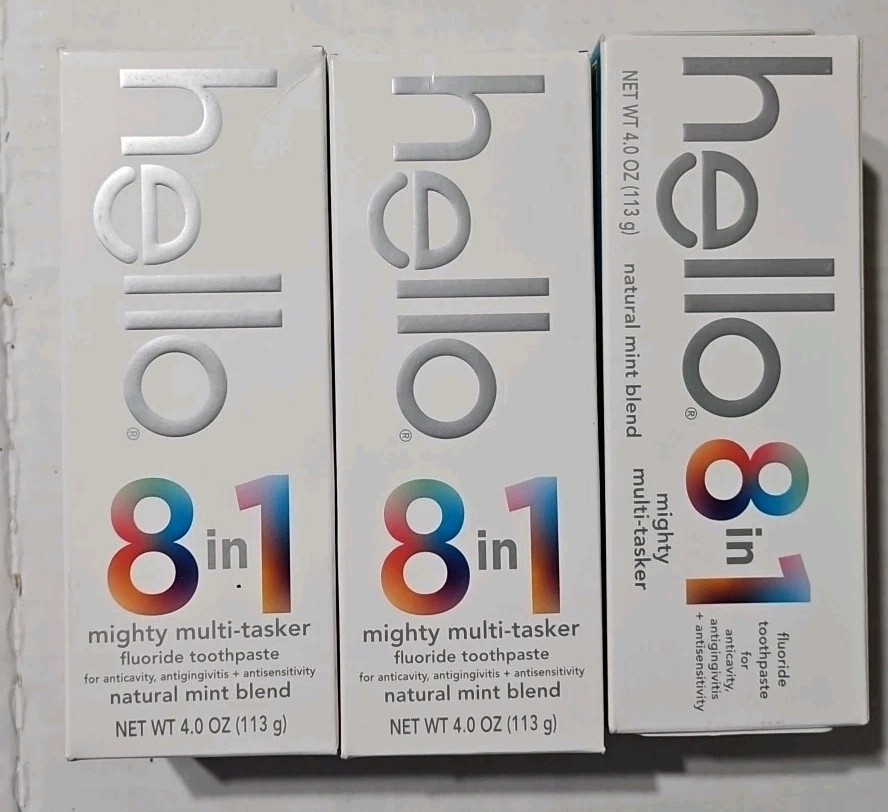 hello®
8 in 1
mighty multi-tasker
fluoride toothpaste
for anticavity, antigingivitis + antisensitivity
natural mint blend
NET WT 4.0 OZ (113 g)
hello®
8 in 1
mighty multi-tasker
fluoride toothpaste
for anticavity, antigingivitis + antisensitivity
natural mint blend
NET WT 4.0 OZ (113 g)
hello®
8 in 1
fluoride
toothpaste
for
anticavity,
antigingivitis
+ antisensitivity
mighty
multi-tasker
NET WT 4.0 OZ (113 g) natural mint blend